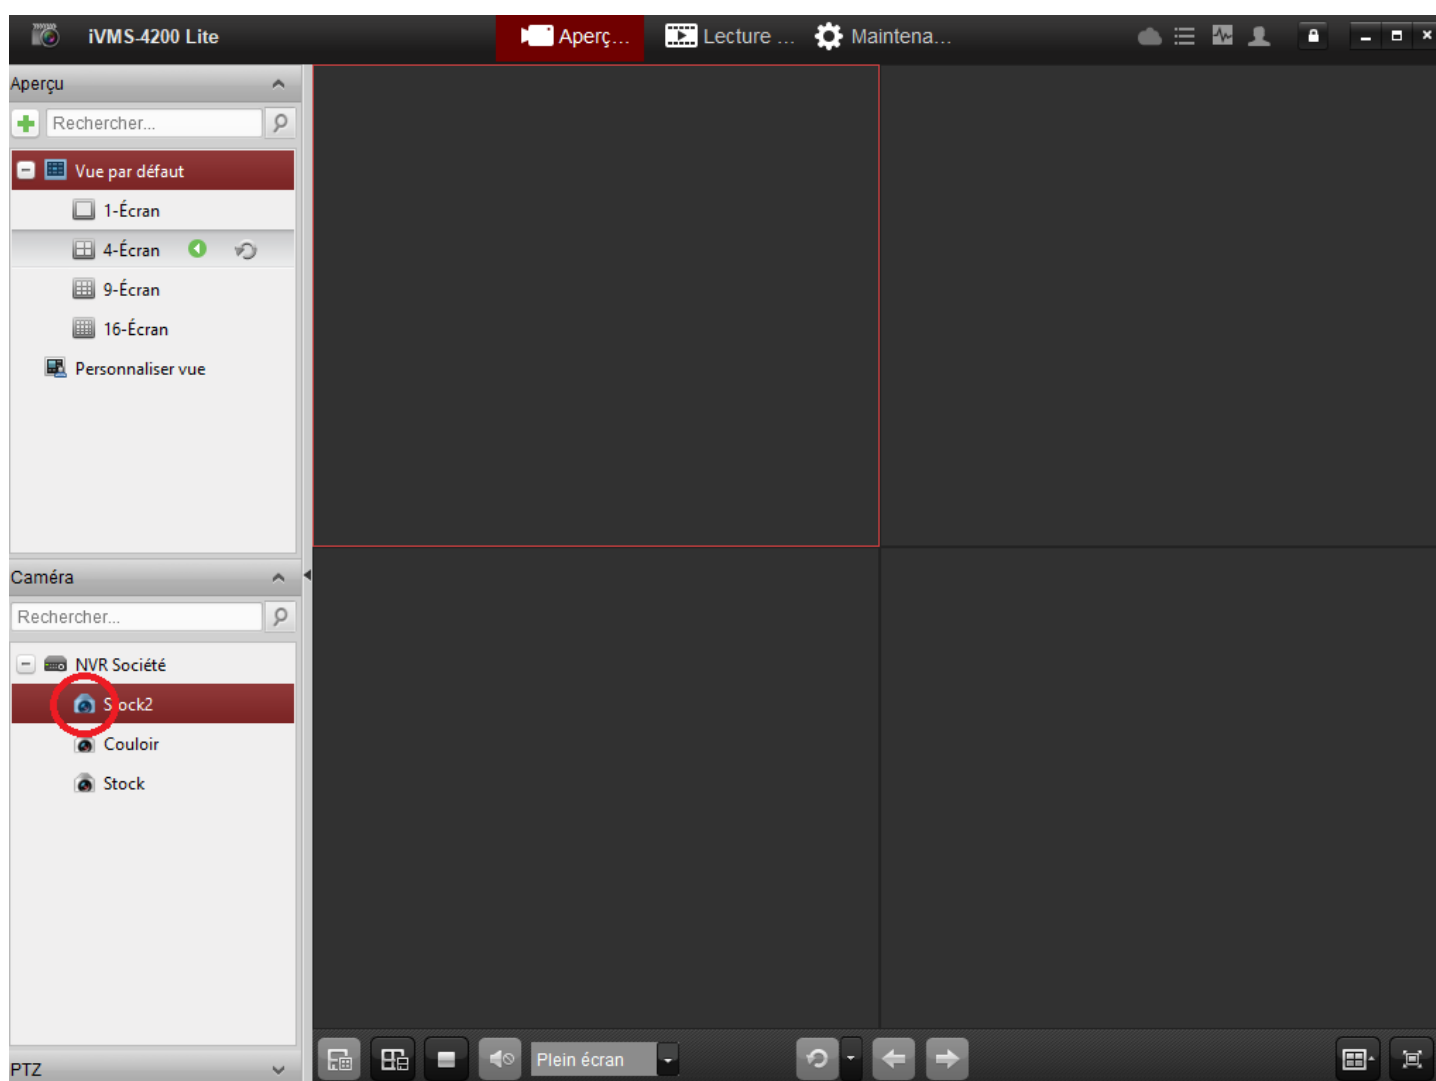 iVMS-4200 Lite
Aperç...
Lecture ...
Maintena...
Aperçu
Rechercher...
Vue par défaut
1-Écran
4-Écran
9-Écran
16-Écran
Personnaliser vue
Caméra
Rechercher...
NVR Société
Stock2
Couloir
Stock
PTZ
Plein écran